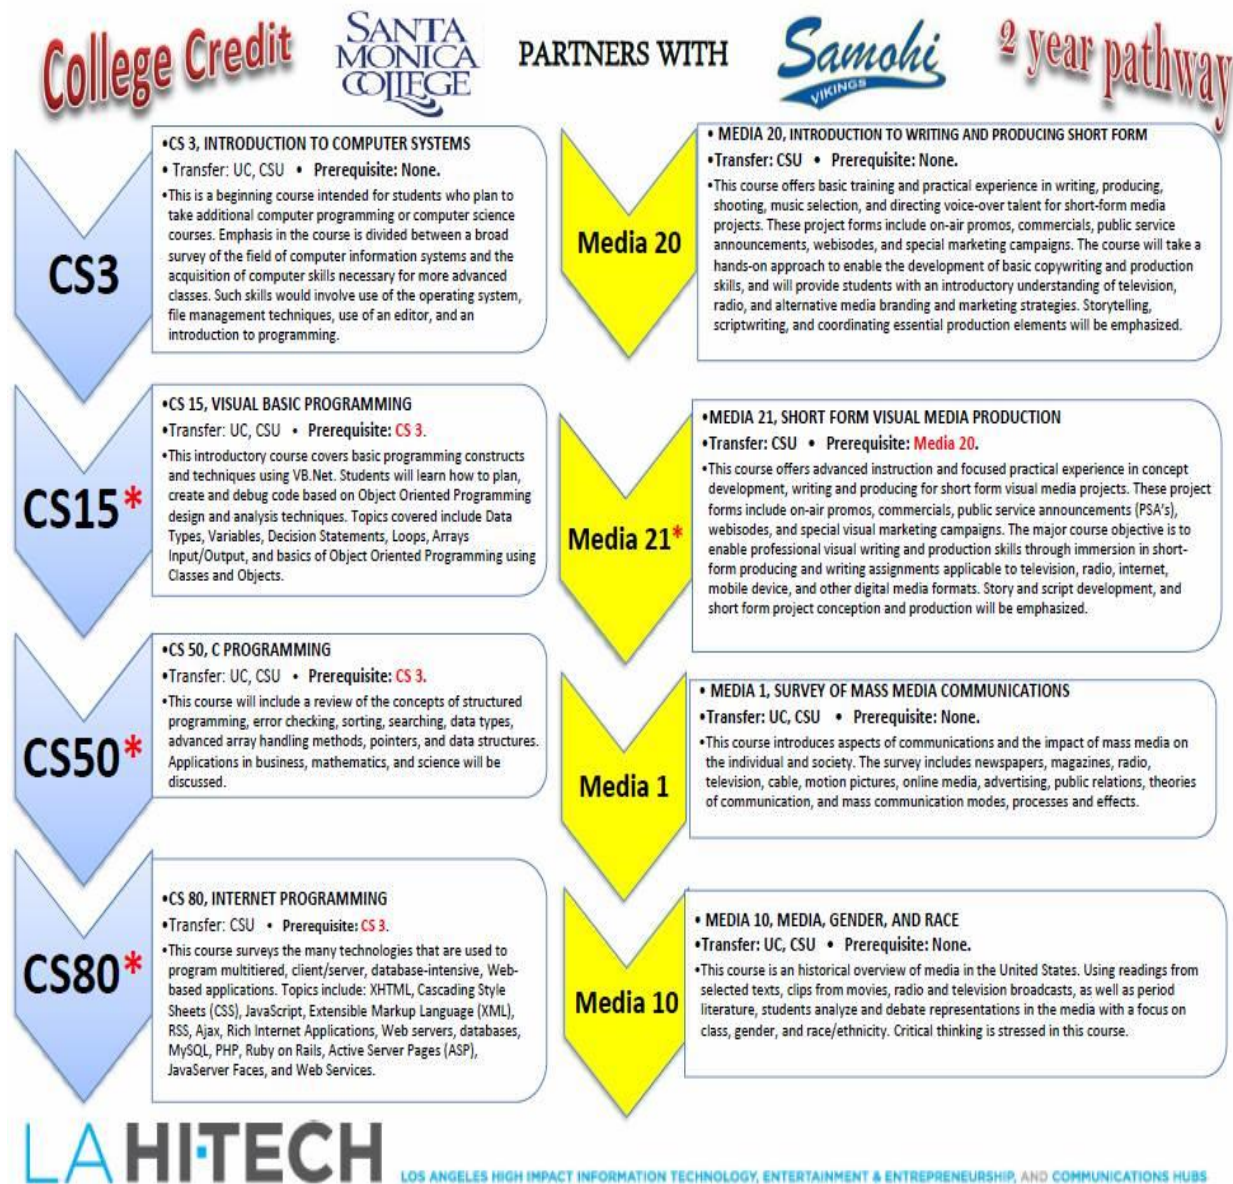 College Credit
SANTA
MONICA
COLLEGE
PARTNERS WITH
Samohi
VIKINGS
2 year pathway
CS3
•CS 3, INTRODUCTION TO COMPUTER SYSTEMS
• Transfer: UC, CSU • Prerequisite: None.
•This is a beginning course intended for students who plan to
take additional computer programming or computer science
courses. Emphasis in the course is divided between a broad
survey of the field of computer information systems and the
acquisition of computer skills necessary for more advanced
classes. Such skills would involve use of the operating system,
file management techniques, use of an editor, and an
introduction to programming.
CS15*
•CS 15, VISUAL BASIC PROGRAMMING
•Transfer: UC, CSU • Prerequisite: CS 3.
•This introductory course covers basic programming constructs
and techniques using VB.Net. Students will learn how to plan,
create and debug code based on Object Oriented Programming
design and analysis techniques. Topics covered include Data
Types, Variables, Decision Statements, Loops, Arrays
Input/Output, and basics of Object Oriented Programming using
Classes and Objects.
CS50*
•CS 50, C PROGRAMMING
•Transfer: UC, CSU • Prerequisite: CS 3.
•This course will include a review of the concepts of structured
programming, error checking, sorting, searching, data types,
advanced array handling methods, pointers, and data structures.
Applications in business, mathematics, and science will be
discussed.
CS80*
•CS 80, INTERNET PROGRAMMING
•Transfer: CSU • Prerequisite: CS 3.
•This course surveys the many technologies that are used to
program multitiered, client/server, database-intensive, Web-
based applications. Topics include: XHTML, Cascading Style
Sheets (CSS), JavaScript, Extensible Markup Language (XML),
RSS, Ajax, Rich Internet Applications, Web servers, databases,
MySQL, PHP, Ruby on Rails, Active Server Pages (ASP),
JavaServer Faces, and Web Services.
Media 20
• MEDIA 20, INTRODUCTION TO WRITING AND PRODUCING SHORT FORM
•Transfer: CSU • Prerequisite: None.
•This course offers basic training and practical experience in writing, producing,
shooting, music selection, and directing voice-over talent for short-form media
projects. These project forms include on-air promos, commercials, public service
announcements, webisodes, and special marketing campaigns. The course will take a
hands-on approach to enable the development of basic copywriting and production
skills, and will provide students with an introductory understanding of television,
radio, and alternative media branding and marketing strategies. Storytelling,
scriptwriting, and coordinating essential production elements will be emphasized.
Media 21*
•MEDIA 21, SHORT FORM VISUAL MEDIA PRODUCTION
•Transfer: CSU • Prerequisite: Media 20.
•This course offers advanced instruction and focused practical experience in concept
development, writing and producing for short form visual media projects. These project
forms include on-air promos, commercials, public service announcements (PSA's),
webisodes, and special visual marketing campaigns. The major course objective is to
enable professional visual writing and production skills through immersion in short-
form producing and writing assignments applicable to television, radio, internet,
mobile device, and other digital media formats. Story and script development, and
short form project conception and production will be emphasized.
Media 1
• MEDIA 1, SURVEY OF MASS MEDIA COMMUNICATIONS
•Transfer: UC, CSU • Prerequisite: None.
•This course introduces aspects of communications and the impact of mass media on
the individual and society. The survey includes newspapers, magazines, radio,
television, cable, motion pictures, online media, advertising, public relations, theories
of communication, and mass communication modes, processes and effects.
Media 10
• MEDIA 10, MEDIA, GENDER, AND RACE
•Transfer: UC, CSU • Prerequisite: None.
•This course is an historical overview of media in the United States. Using readings from
selected texts, clips from movies, radio and television broadcasts, as well as period
literature, students analyze and debate representations in the media with a focus on
class, gender, and race/ethnicity. Critical thinking is stressed in this course.
LA HI-TECH
LOS ANGELES HIGH IMPACT INFORMATION TECHNOLOGY, ENTERTAINMENT & ENTREPRENEURSHIP, AND COMMUNICATIONS HUBS